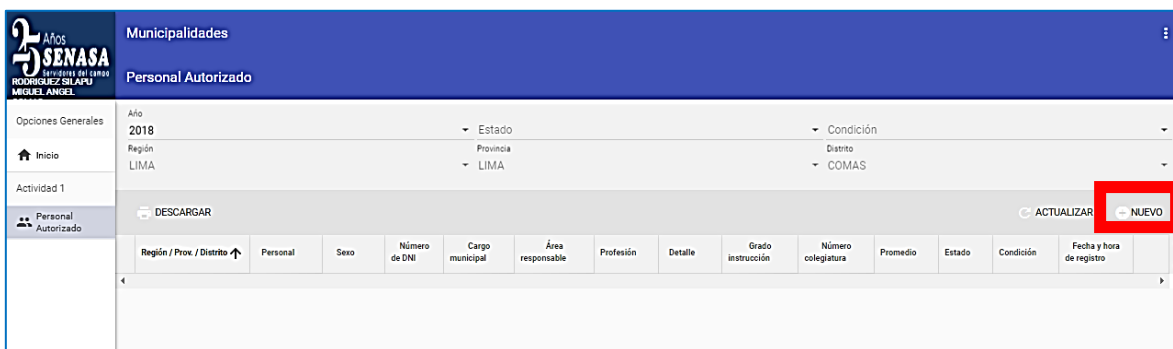 25 Años
SENASA
Servidores del campo
RODRIGUEZ SILAPU
MIGUEL ANGEL
Municipalidades
Personal Autorizado
Opciones Generales
Inicio
Actividad 1
Personal
Autorizado
Año
2018 Estado Condición
Región Provincia Distrito
LIMA LIMA COMAS
DESCARGAR ACTUALIZAR NUEVO
Región / Prov. / Distrito Personal Sexo Número de DNI Cargo municipal Área responsable Profesión Detalle Grado instrucción Número colegiatura Promedio Estado Condición Fecha y hora de registro